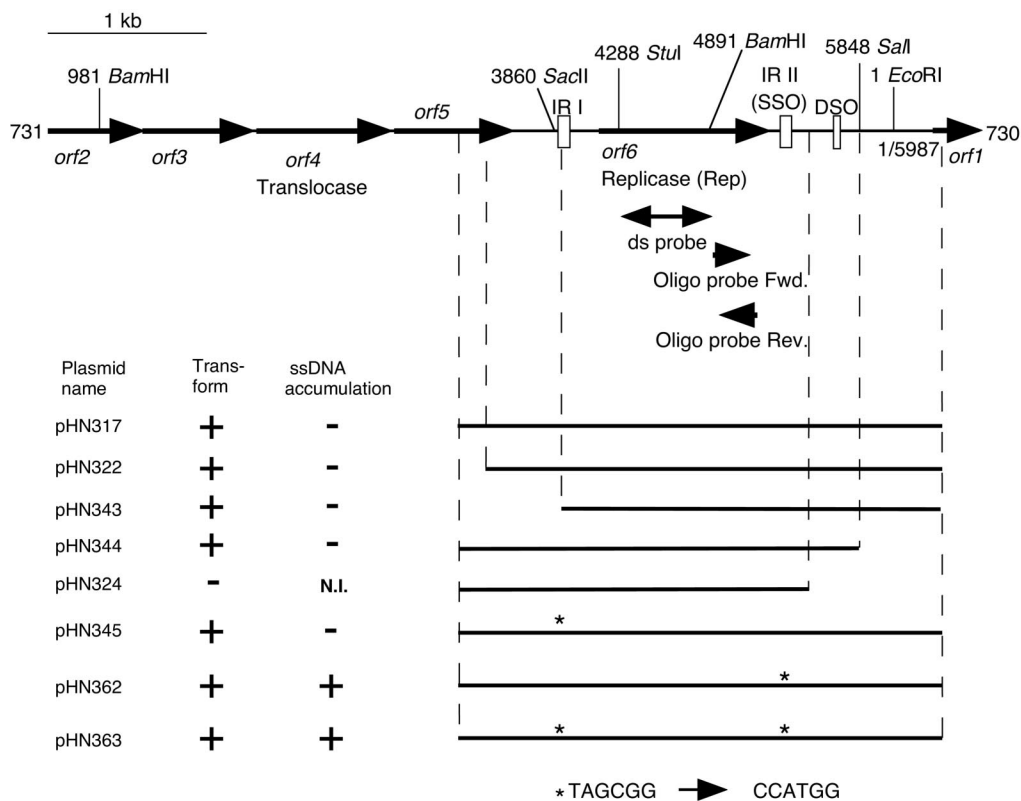 1 kb
981 BamHI
3860 SacII
4288 StuI
4891 BamHI
5848 SalI
1 EcoRI
IR I
IR II
(SSO)
DSO
731
orf2
orf3
orf4
orf5
orf6
orf1
730
1/5987
Translocase
Replicase (Rep)
ds probe
Oligo probe Fwd.
Oligo probe Rev.
Plasmid name
Trans-form
ssDNA accumulation
pHN317 + -
pHN322 + -
pHN343 + -
pHN344 + -
pHN324 - N.I.
pHN345 + - *
pHN362 + + *
pHN363 + + * *
*TAGCGG → CCATGG